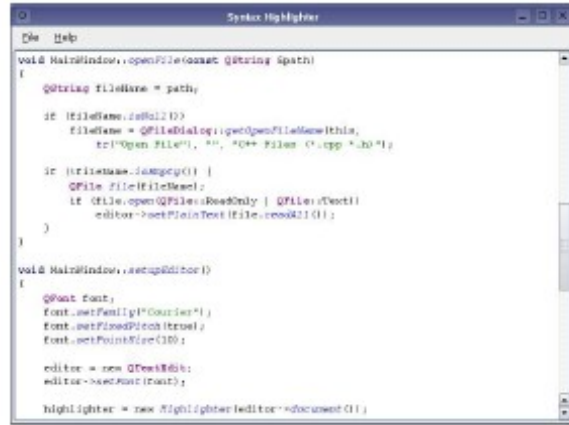 Syntax Highlighter
File Help
void MainWindow::openFile(const QString &path)
{
    QString fileName = path;
    if (fileName.isNull())
        fileName = QFileDialog::getOpenFileName(this,
            tr("Open File"), "", "C++ Files (*.cpp *.h)");
    if (!fileName.isEmpty()) {
        QFile file(fileName);
        if (file.open(QFile::ReadOnly | QFile::Text))
            editor->setPlainText(file.readAll());
    }
}
void MainWindow::setupEditor()
{
    QFont font;
    font.setFamily("Courier");
    font.setFixedPitch(true);
    font.setPointSize(10);
    editor = new QTextEdit;
    editor->setFont(font);
    highlighter = new Highlighter(editor->document());